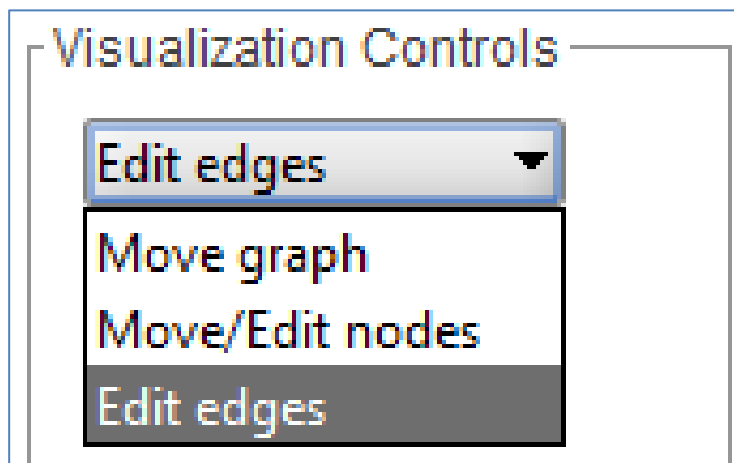 Visualization Controls
Edit edges
Move graph
Move/Edit nodes
Edit edges